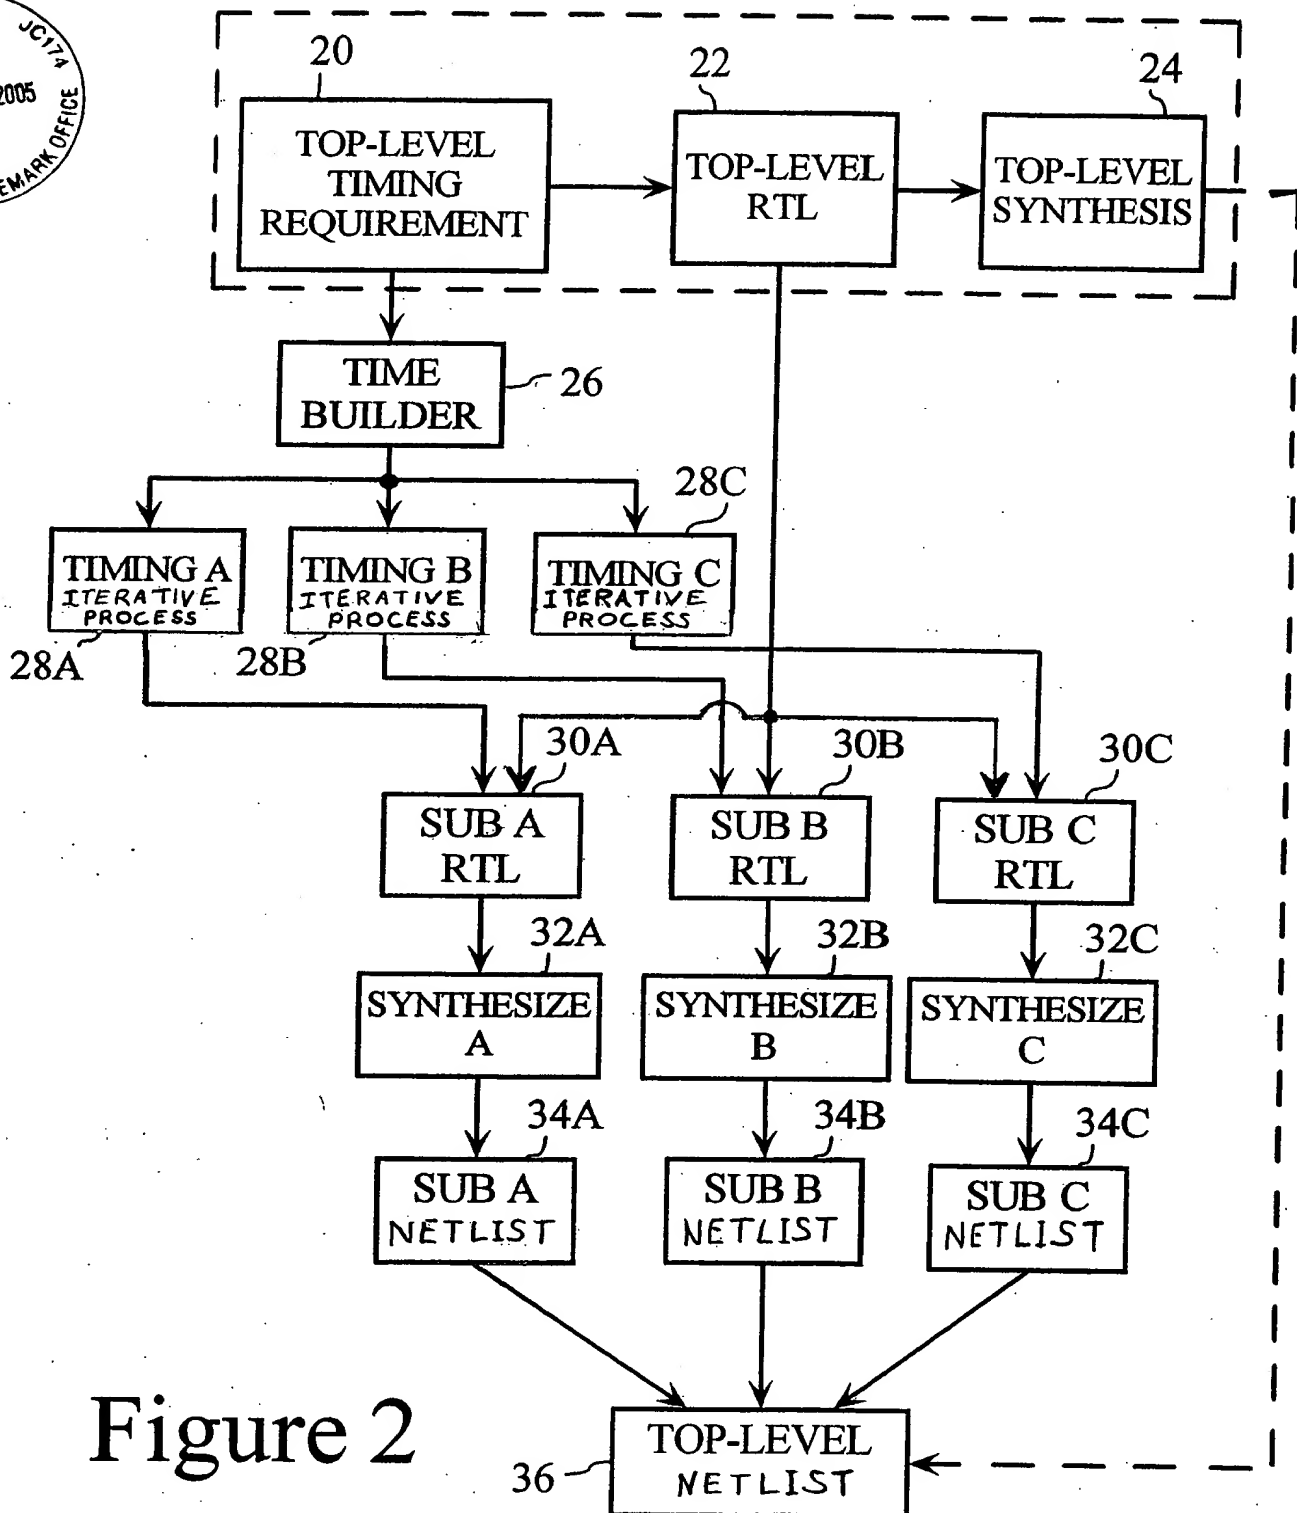 JC174
2005
EMARK OFFICE
20
22
24
TOP-LEVEL
TIMING
REQUIREMENT
TOP-LEVEL
RTL
TOP-LEVEL
SYNTHESIS
TIME
BUILDER
26
28C
TIMING A
ITERATIVE
PROCESS
TIMING B
ITERATIVE
PROCESS
TIMING C
ITERATIVE
PROCESS
28A
28B
30A
30B
30C
SUB A
RTL
SUB B
RTL
SUB C
RTL
32A
32B
32C
SYNTHESIZE
A
SYNTHESIZE
B
SYNTHESIZE
C
34A
34B
34C
SUB A
NETLIST
SUB B
NETLIST
SUB C
NETLIST
Figure 2
36
TOP-LEVEL
NETLIST